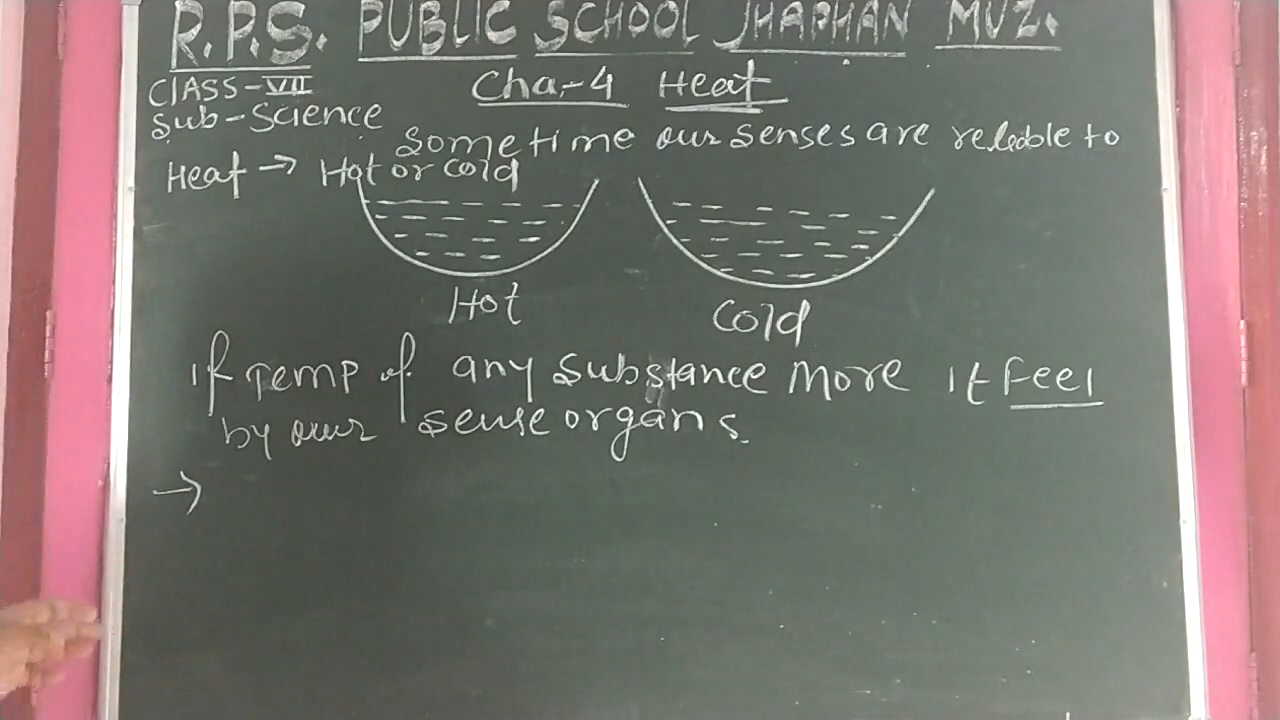 R.P.S. PUBLIC SCHOOL JHAPHAN MUZ.
CLASS-VII
Cha-4 Heat
Sub-Science
Sometime our senses are reliable to
Heat → Hot or cold
Hot
Cold
If Temp of any substance more it feel
by our sense organs.
→